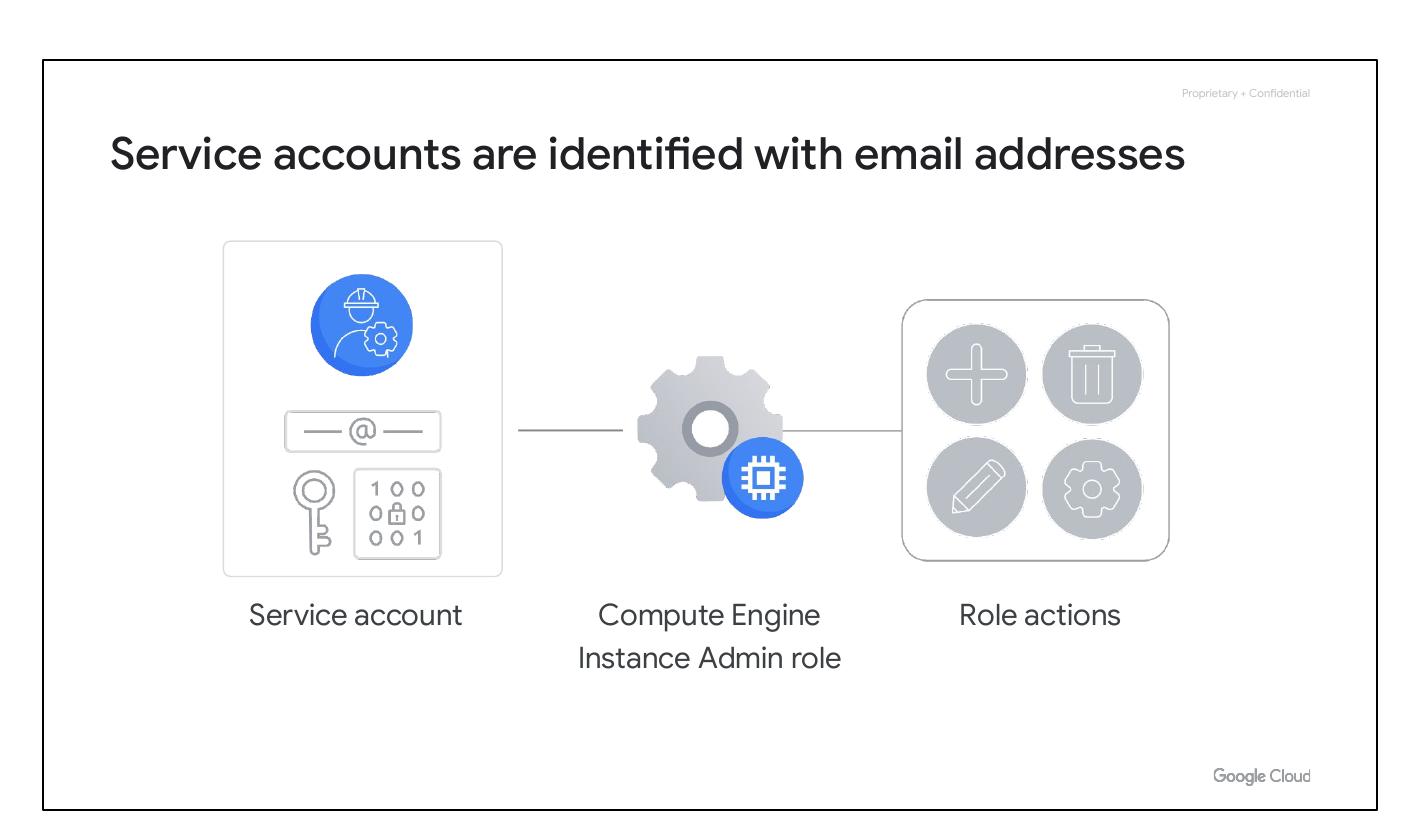 Proprietary + Confidential
Service accounts are identified with email addresses
@
1 0 0
0 0
0 0 1
Service account
Compute Engine
Instance Admin role
Role actions
Google Cloud